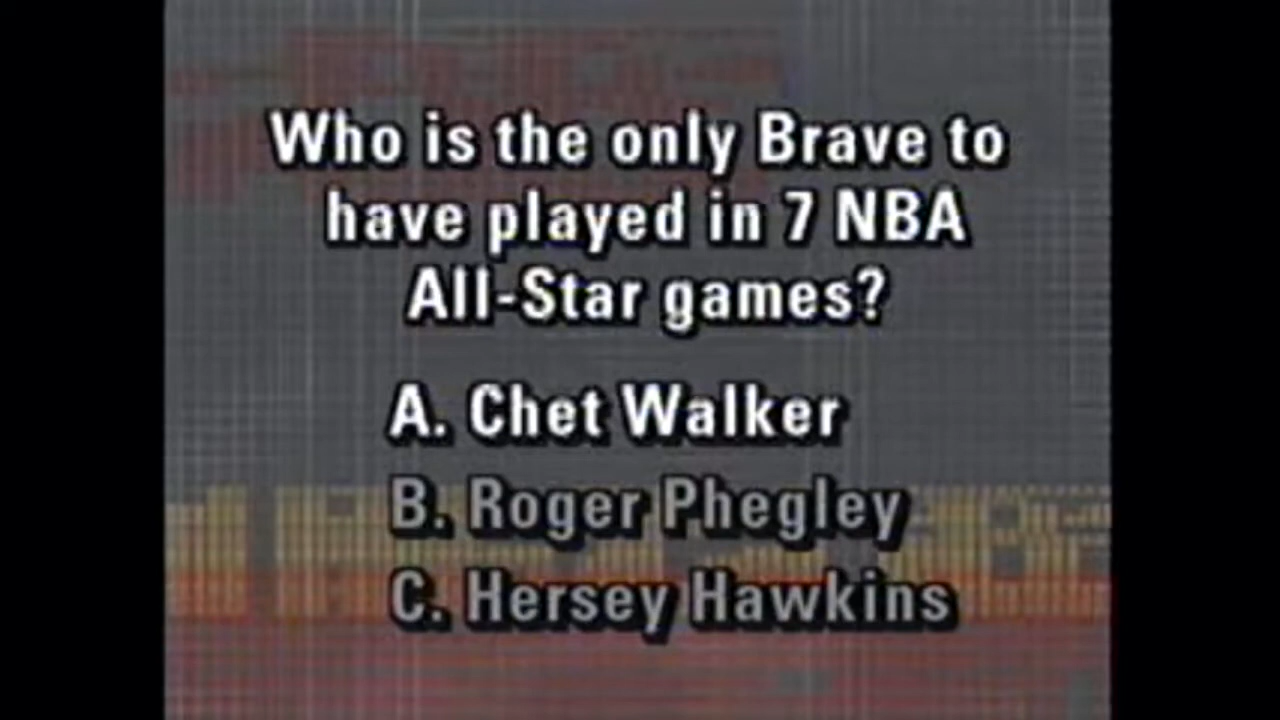 Who is the only Brave to
have played in 7 NBA
All-Star games?
A. Chet Walker
B. Roger Phegley
C. Hersey Hawkins